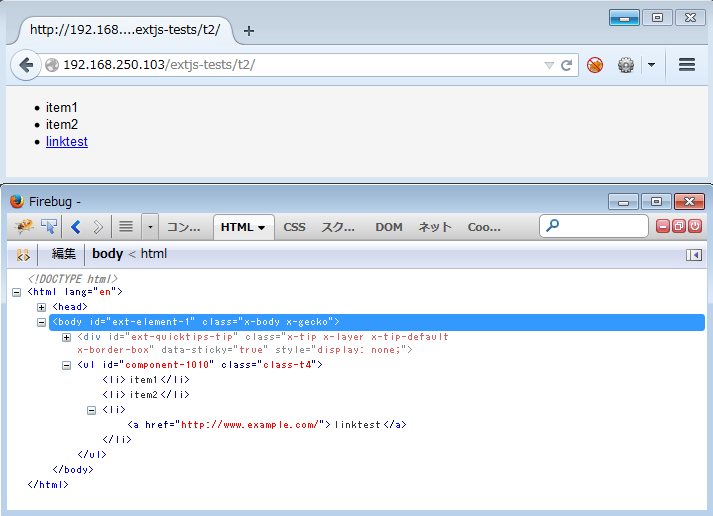 http://192.168....extjs-tests/t2/
192.168.250.103/extjs-tests/t2/
item1
item2
linktest
Firebug -
コン... HTML CSS スク... DOM ネット Coo...
編集 body < html
<!DOCTYPE html>
<html lang="en">
<head>
<body id="ext-element-1" class="x-body x-gecko">
<div id="ext-quicktips-tip" class="x-tip x-layer x-tip-default
x-border-box" data-sticky="true" style="display: none;">
<ul id="component-1010" class="class-t4">
<li>item1</li>
<li>item2</li>
<li>
<a href="http://www.example.com/">linktest</a>
</li>
</ul>
</body>
</html>